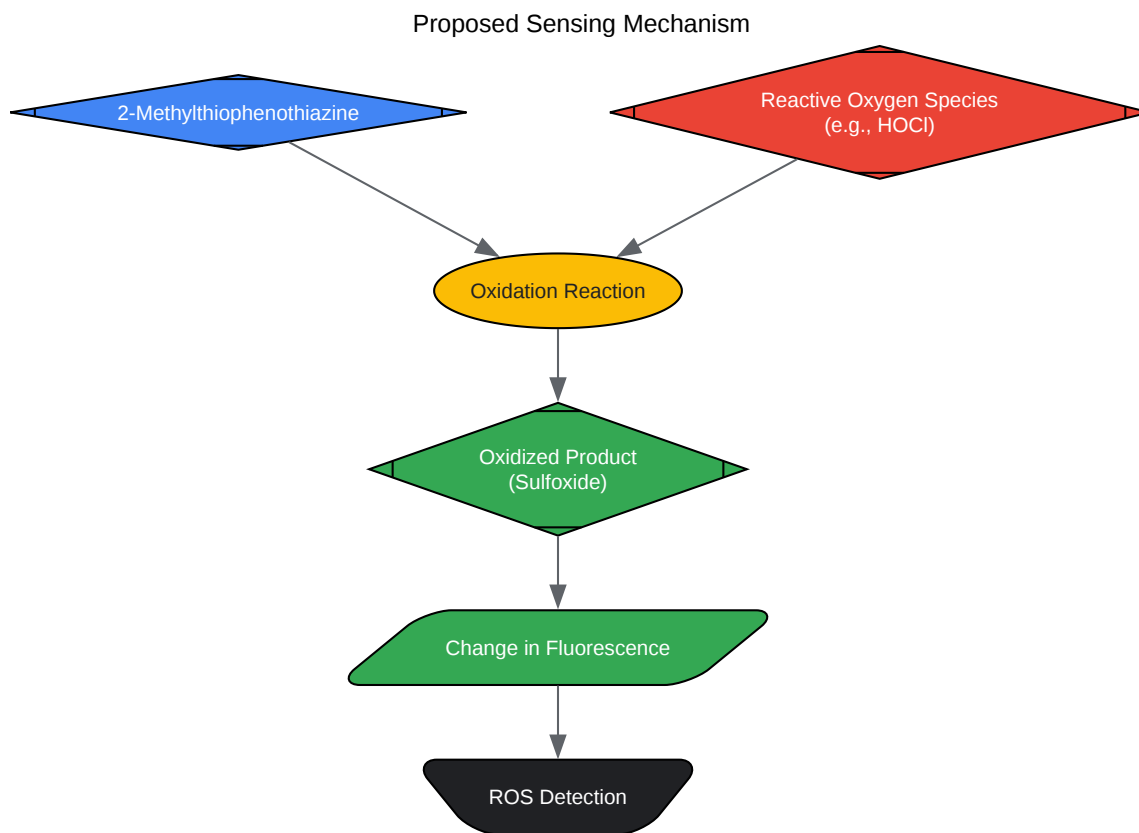 Proposed Sensing Mechanism
2-Methylthiophenothiazine
Reactive Oxygen Species
(e.g., HOCl)
Oxidation Reaction
Oxidized Product
(Sulfoxide)
Change in Fluorescence
ROS Detection